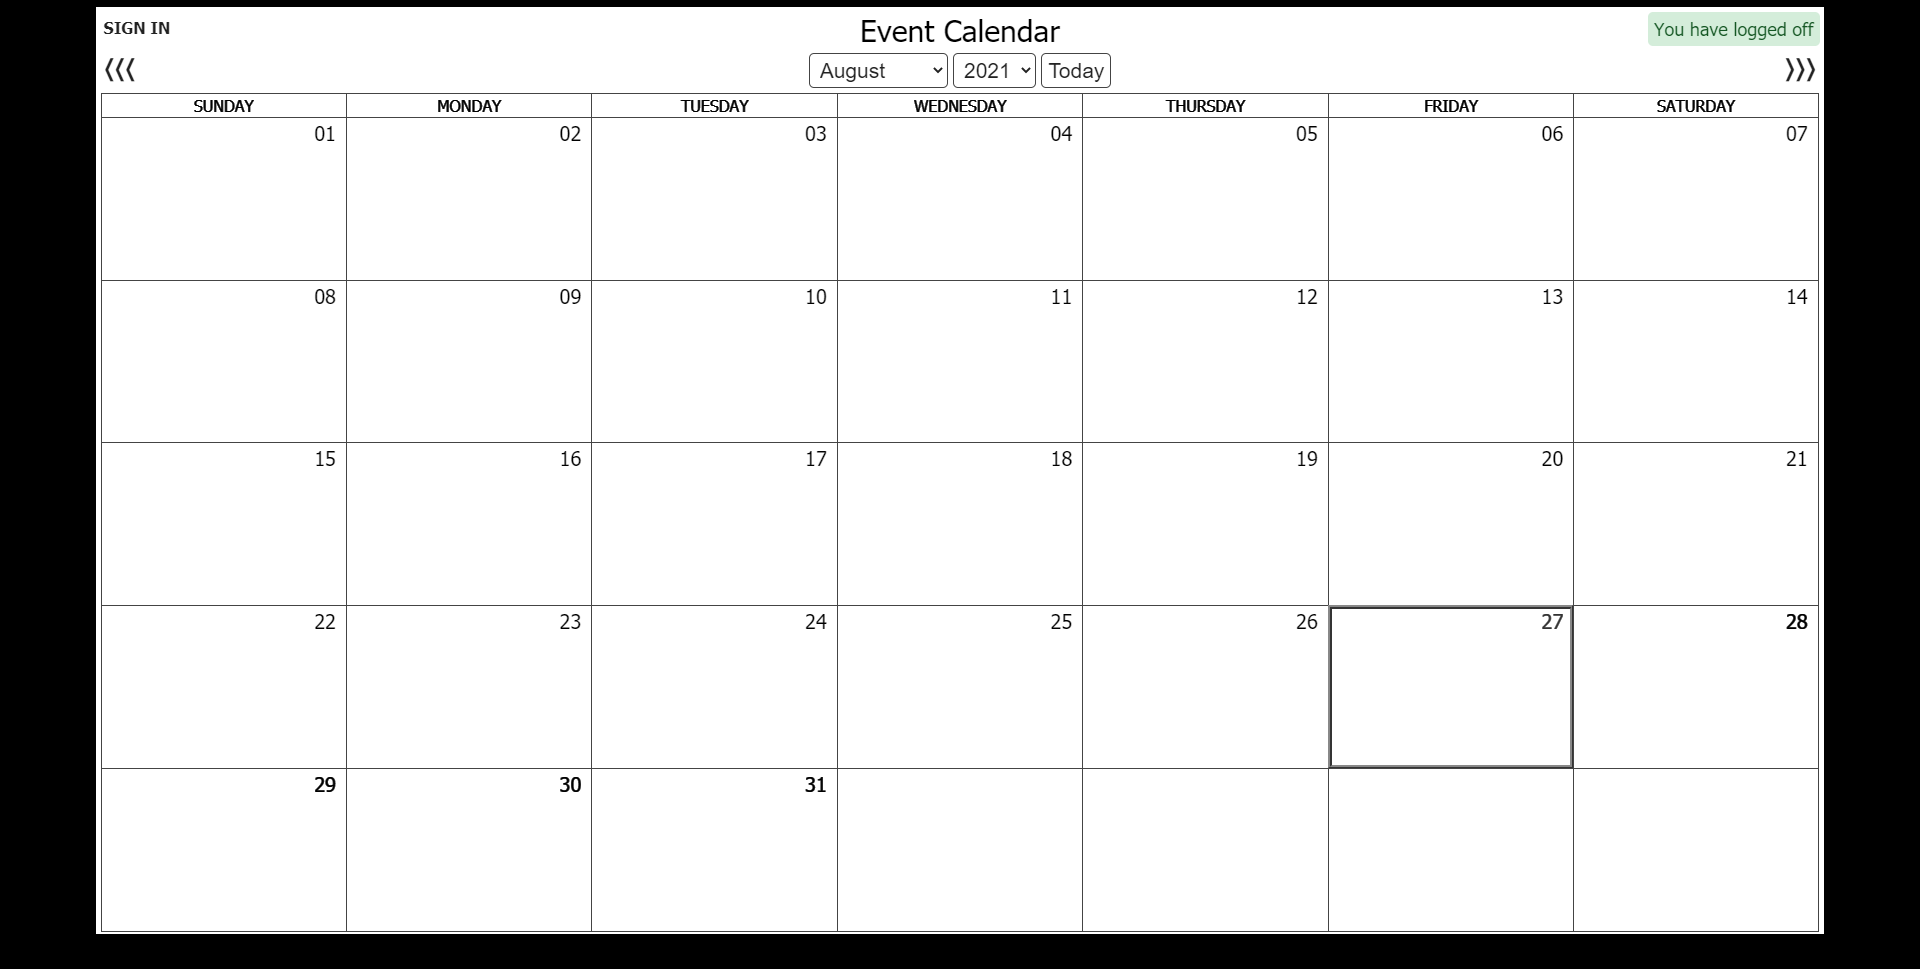 SIGN IN
Event Calendar
You have logged off
⟨⟨⟨
August 2021 Today
⟩⟩⟩
SUNDAY MONDAY TUESDAY WEDNESDAY THURSDAY FRIDAY SATURDAY
01 02 03 04 05 06 07
08 09 10 11 12 13 14
15 16 17 18 19 20 21
22 23 24 25 26 27 28
29 30 31